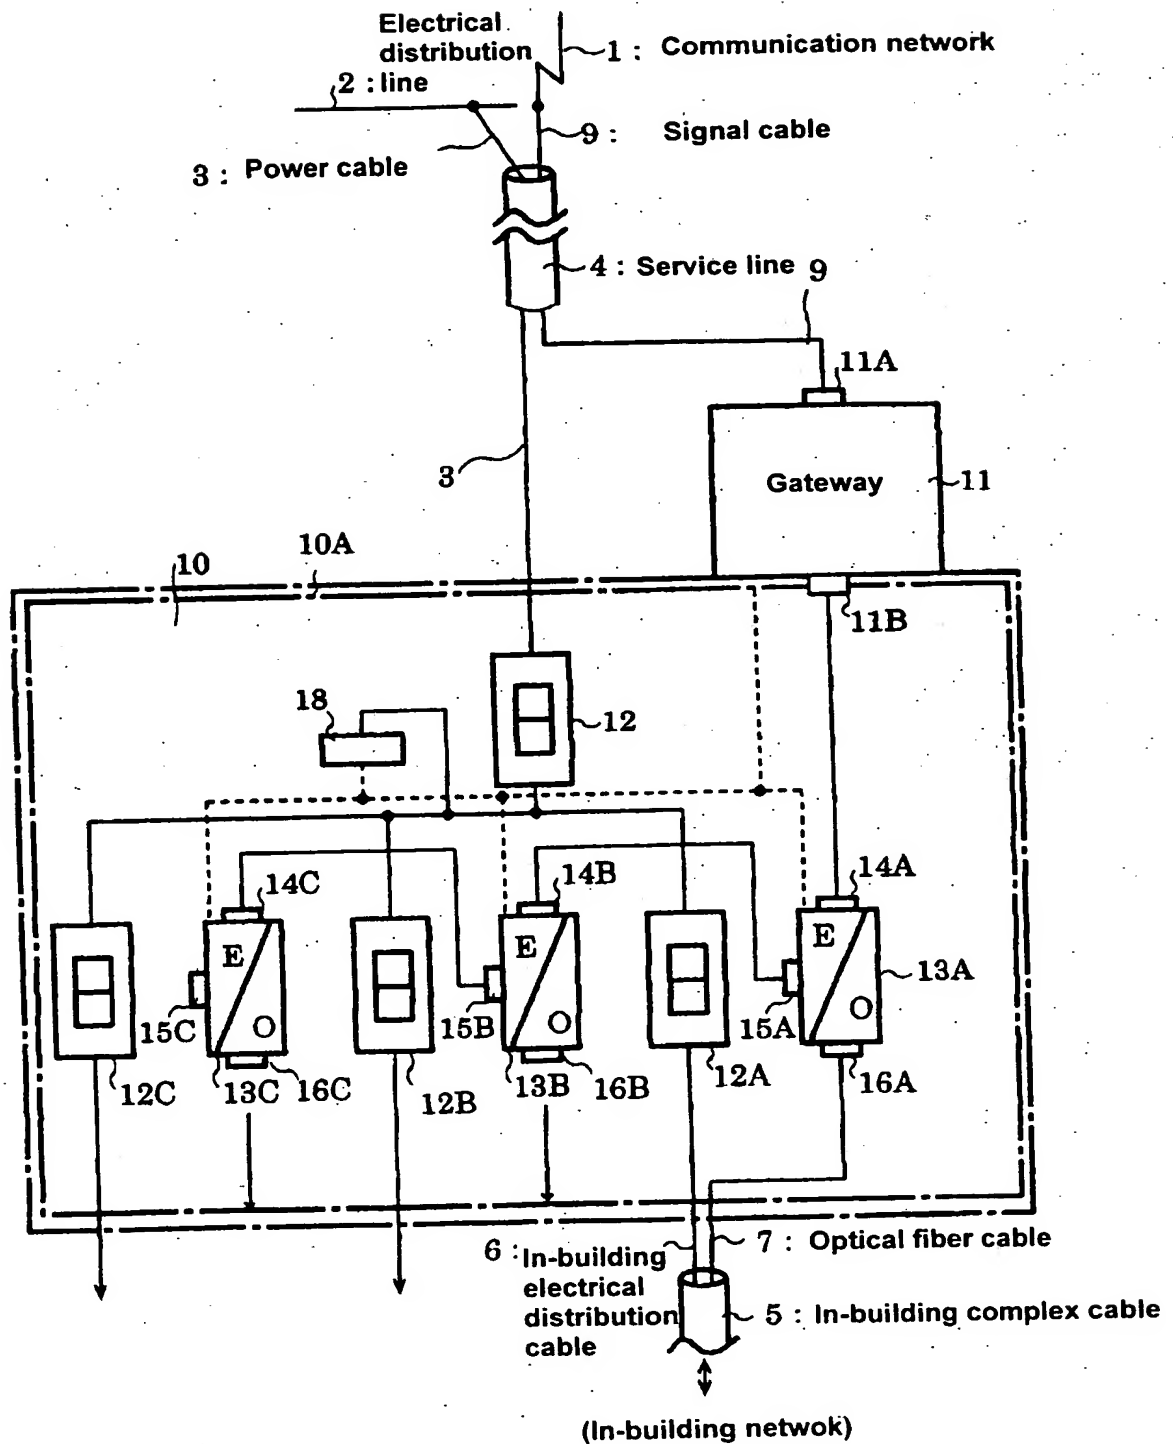 Electrical
distribution
2 : line
1 : Communication network
9 : Signal cable
3 : Power cable
4 : Service line
9
11A
3
Gateway
11
10
10A
11B
18
12
14C
14B
14A
E
O
E
O
E
O
13A
15C
15B
15A
12C
13C
16C
12B
13B
16B
12A
16A
6 : In-building
electrical
distribution
cable
7 : Optical fiber cable
5 : In-building complex cable
(In-building netwok)